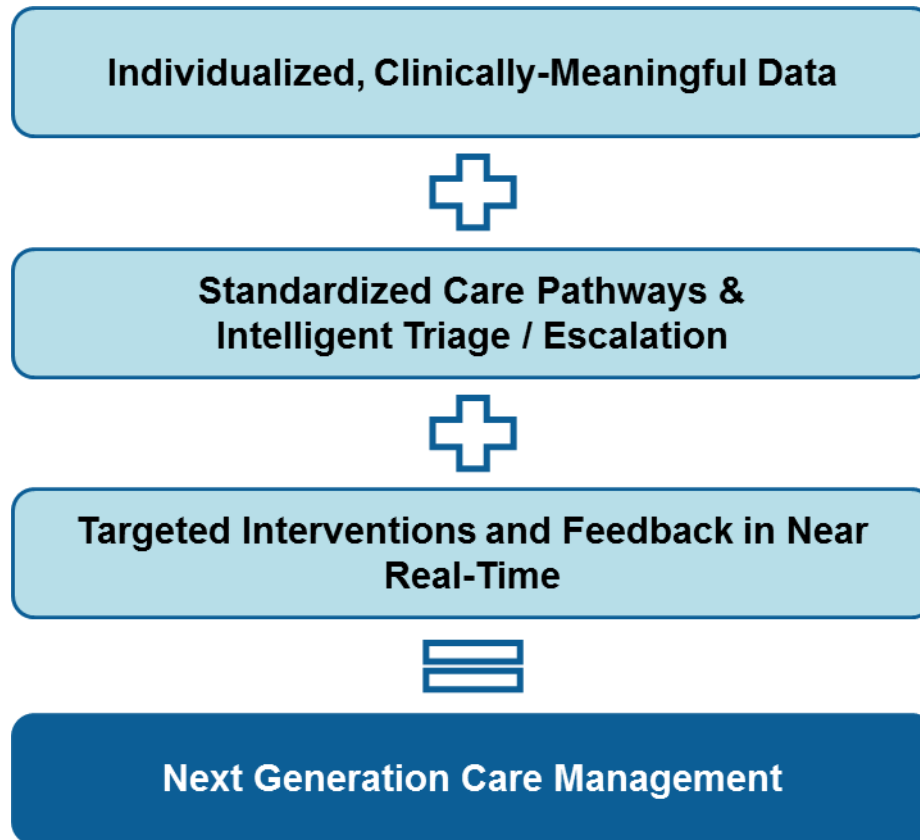 Individualized, Clinically-Meaningful Data
Standardized Care Pathways &
Intelligent Triage / Escalation
Targeted Interventions and Feedback in Near
Real-Time
Next Generation Care Management